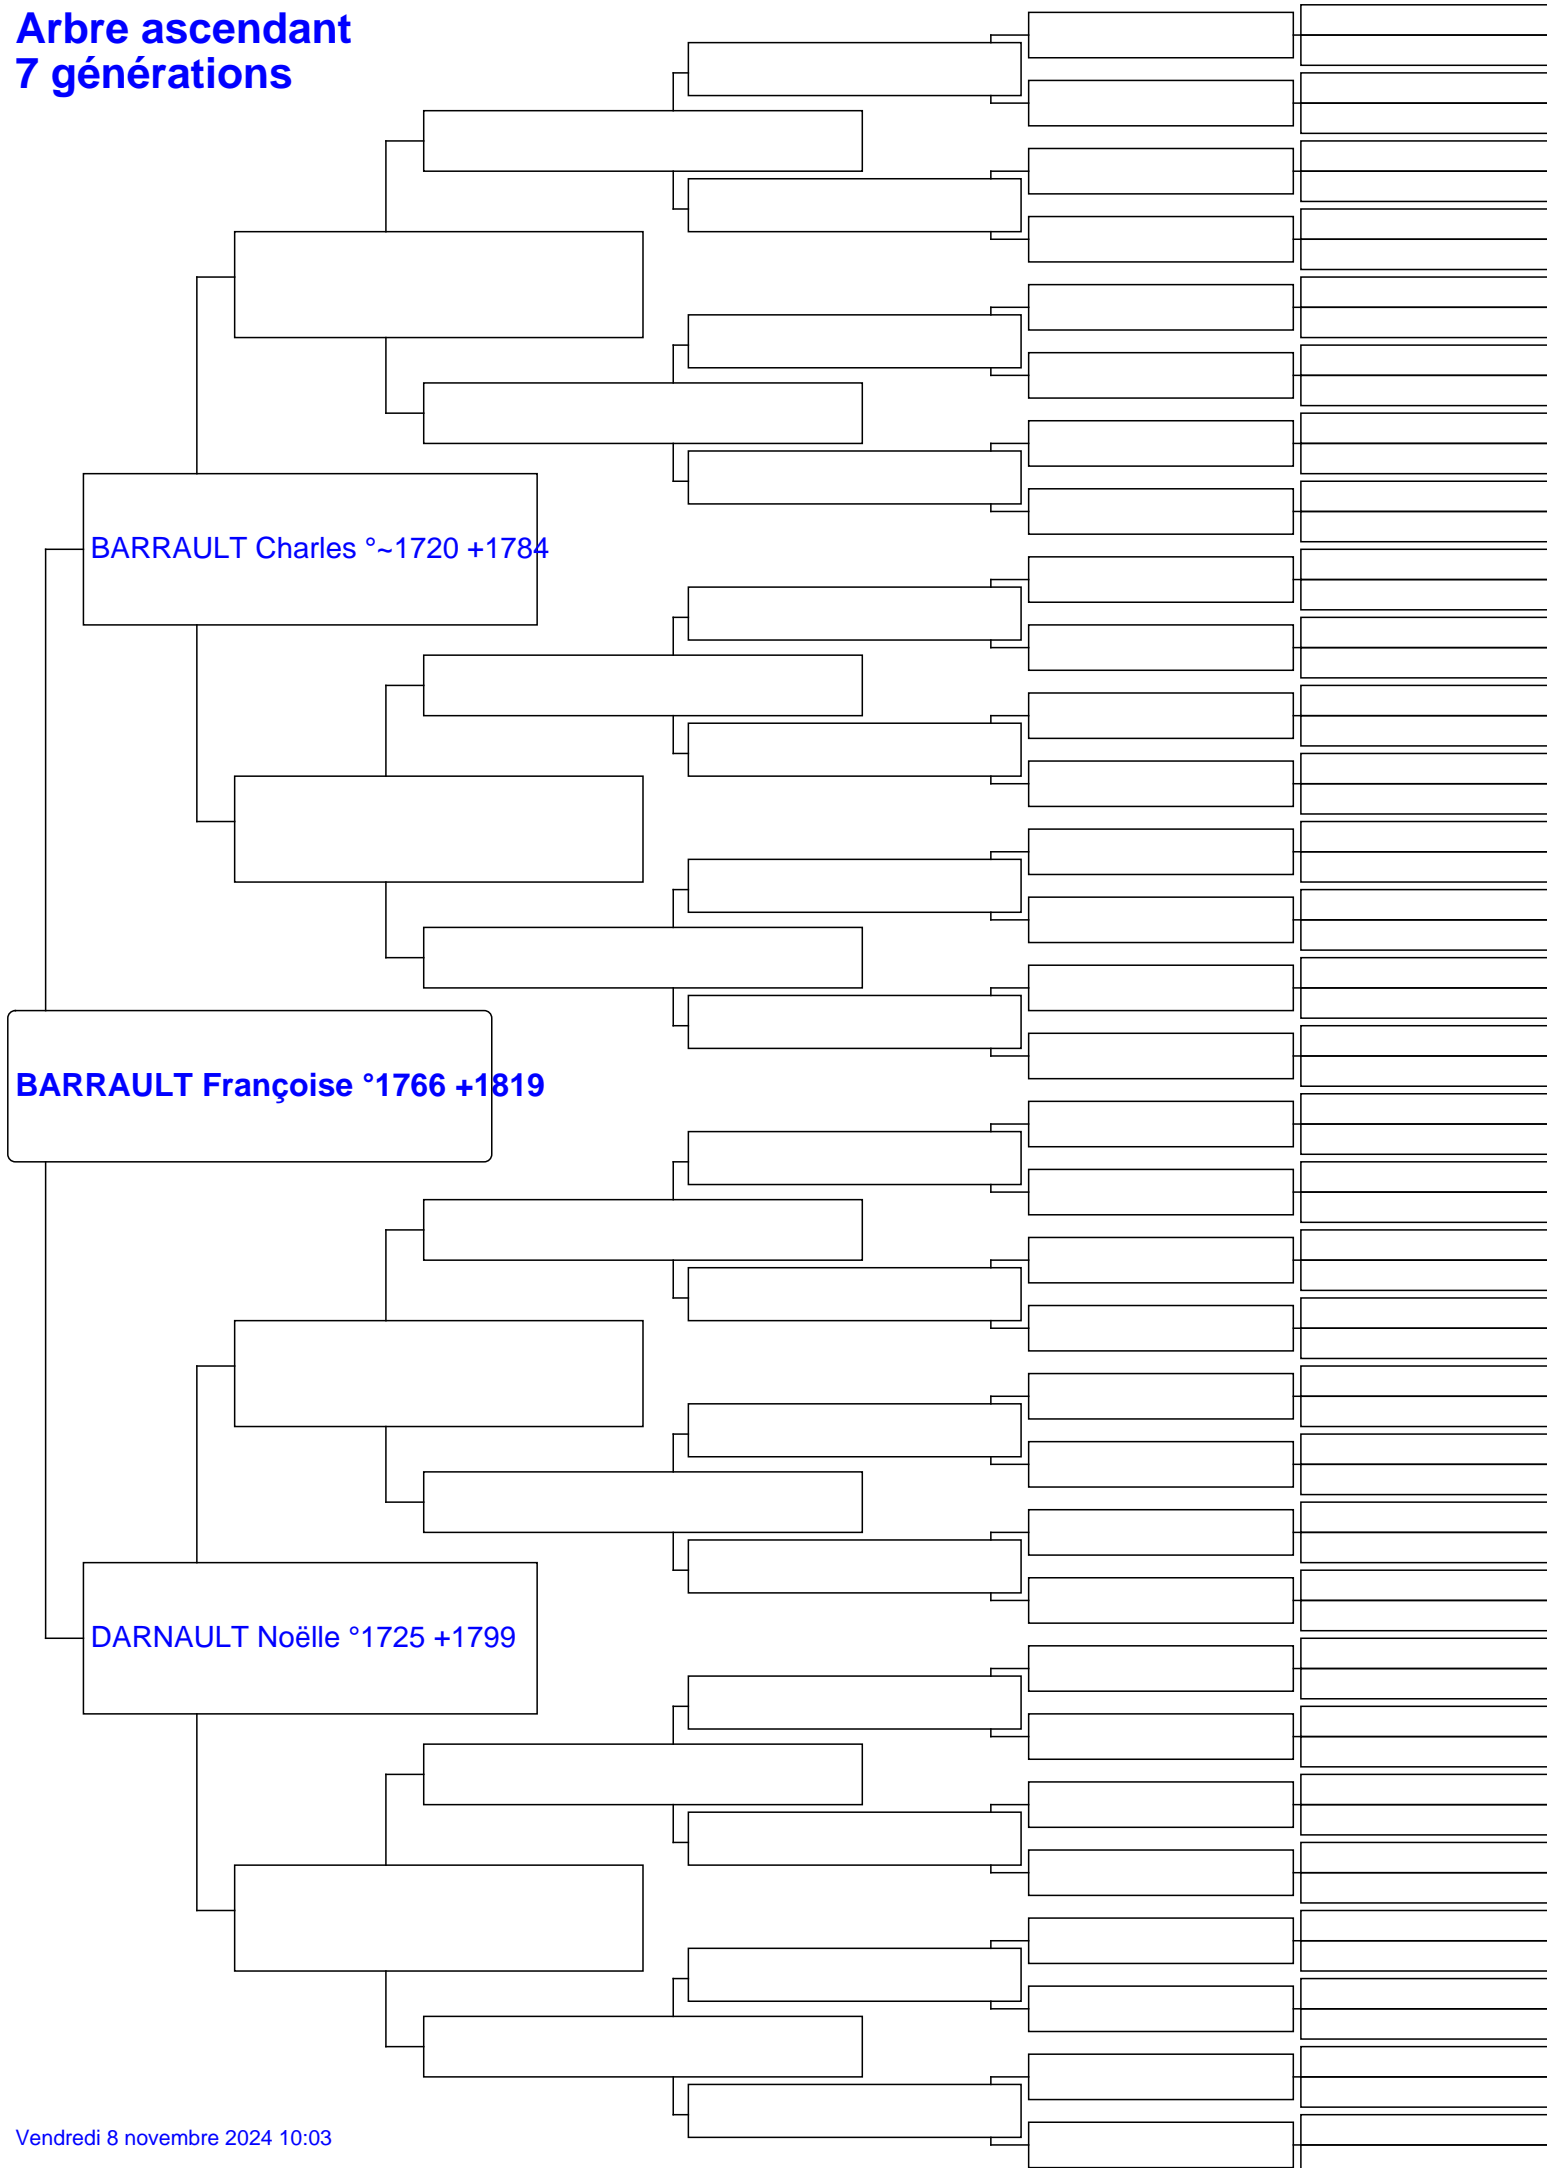 Arbre ascendant
7 générations
BARRAULT Charles °~1720 +1784
BARRAULT Françoise °1766 +1819
DARNAULT Noëlle °1725 +1799
Vendredi 8 novembre 2024 10:03